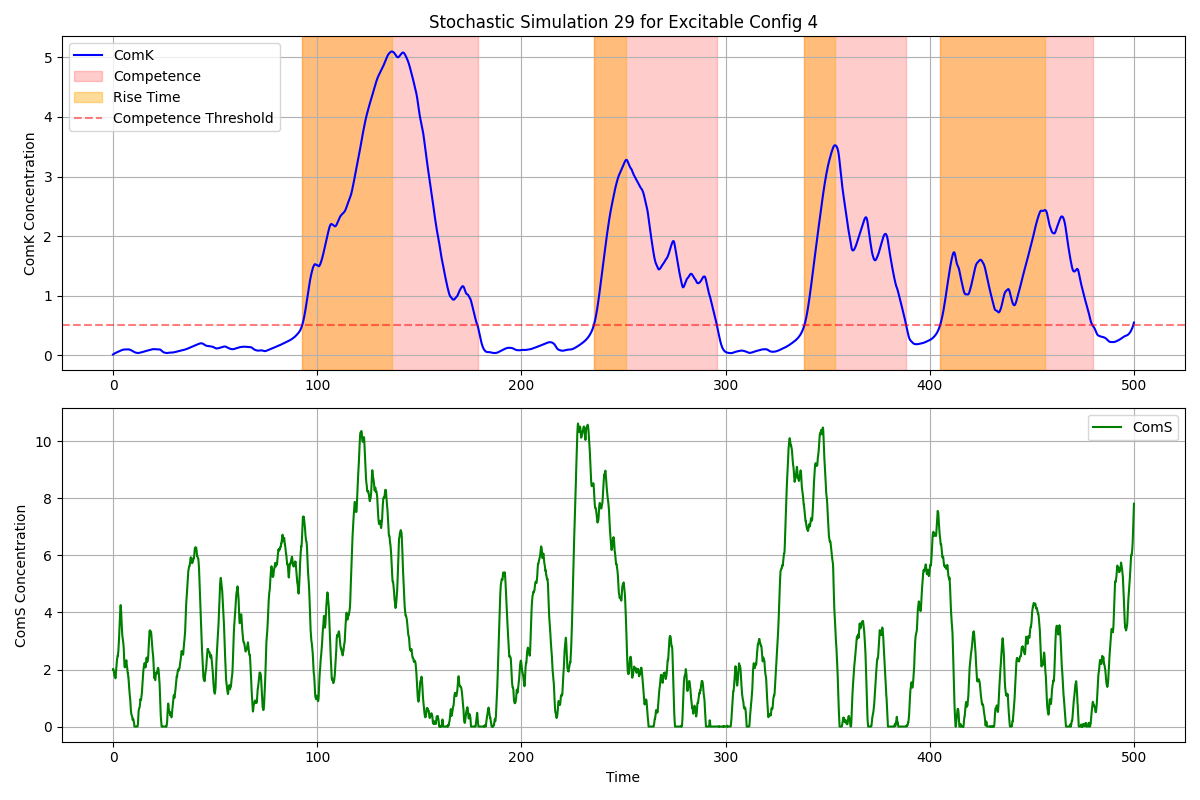 Stochastic Simulation 29 for Excitable Config 4
ComK Concentration
5
4
3
2
1
0
ComK
Competence
Rise Time
Competence Threshold
0 100 200 300 400 500
ComS Concentration
10
8
6
4
2
0
ComS
0 100 200 300 400 500
Time